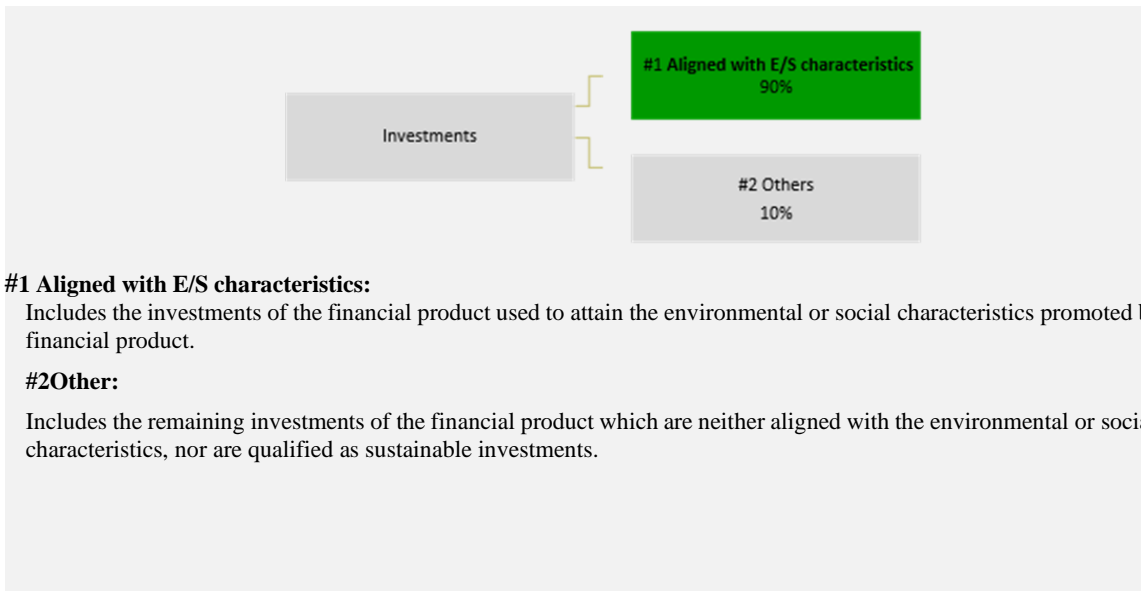 #1 Aligned with E/S characteristics
90%
Investments
#2 Others
10%
#1 Aligned with E/S characteristics:
Includes the investments of the financial product used to attain the environmental or social characteristics promoted
financial product.
#2Other:
Includes the remaining investments of the financial product which are neither aligned with the environmental or
characteristics, nor are qualified as sustainable investments.